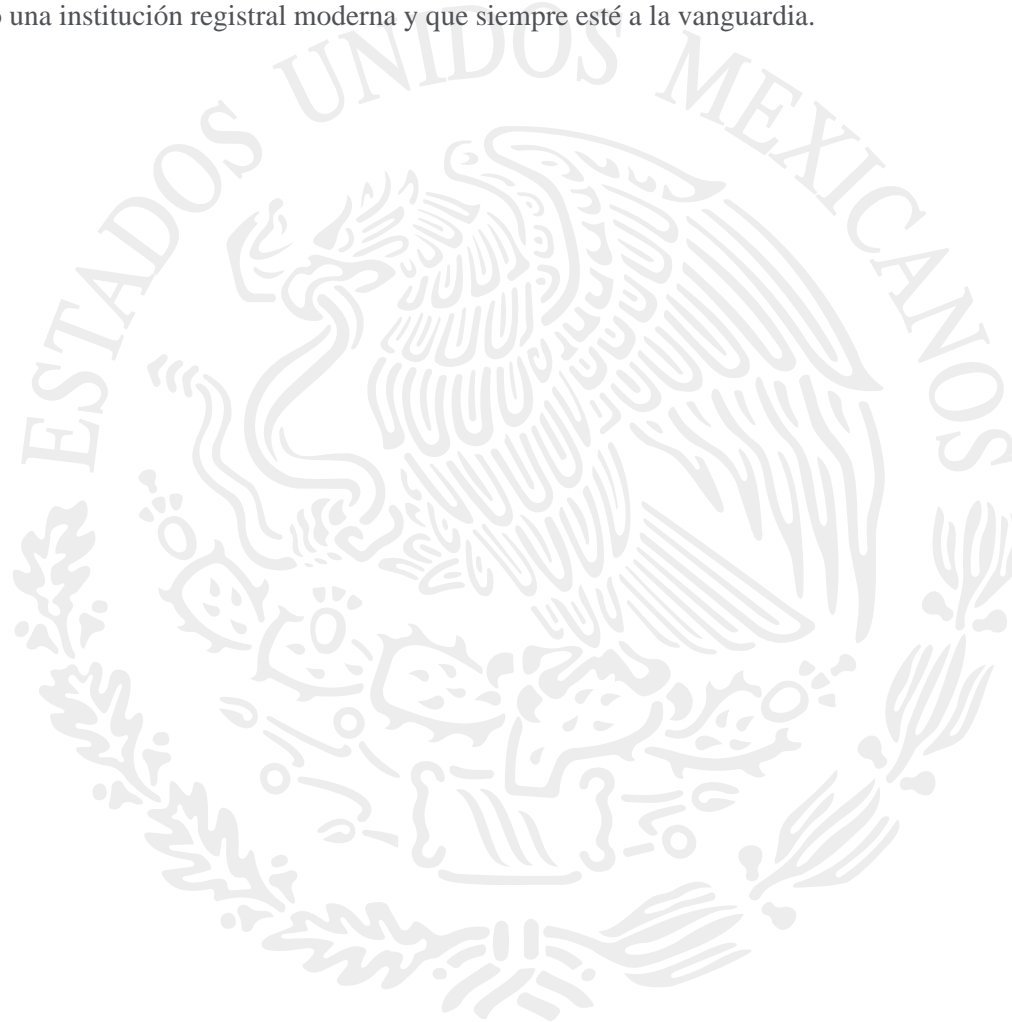 una institución registral moderna y que siempre esté a la vanguardia.
ESTADOS UNIDOS MEXICANOS